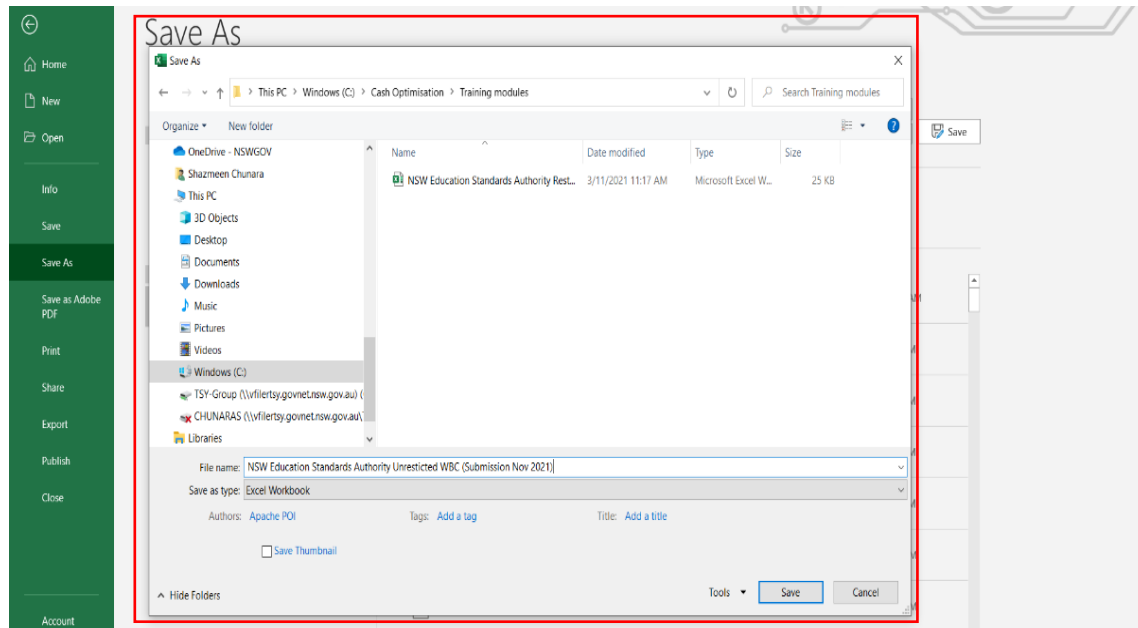 Save As
Home
New
Open
Info
Save
Save As
Save as Adobe
PDF
Print
Share
Export
Publish
Close
Account
Save As
This PC > Windows (C:) > Cash Optimisation > Training modules
Search Training modules
Organize
New folder
Save
OneDrive - NSWGOV
Shazmeen Chunara
This PC
3D Objects
Desktop
Documents
Downloads
Music
Pictures
Videos
Windows (C:)
TSY-Group (\\vfilertsy.govnet.nsw.gov.au) (
CHUNARAS (\\vfilertsy.govnet.nsw.gov.au\
Libraries
Name Date modified Type Size
NSW Education Standards Authority Rest... 3/11/2021 11:17 AM Microsoft Excel W... 25 KB
File name: NSW Education Standards Authority Unresticted WBC (Submission Nov 2021)
Save as type: Excel Workbook
Authors: Apache POI Tags: Add a tag Title: Add a title
Save Thumbnail
Hide Folders
Tools Save Cancel